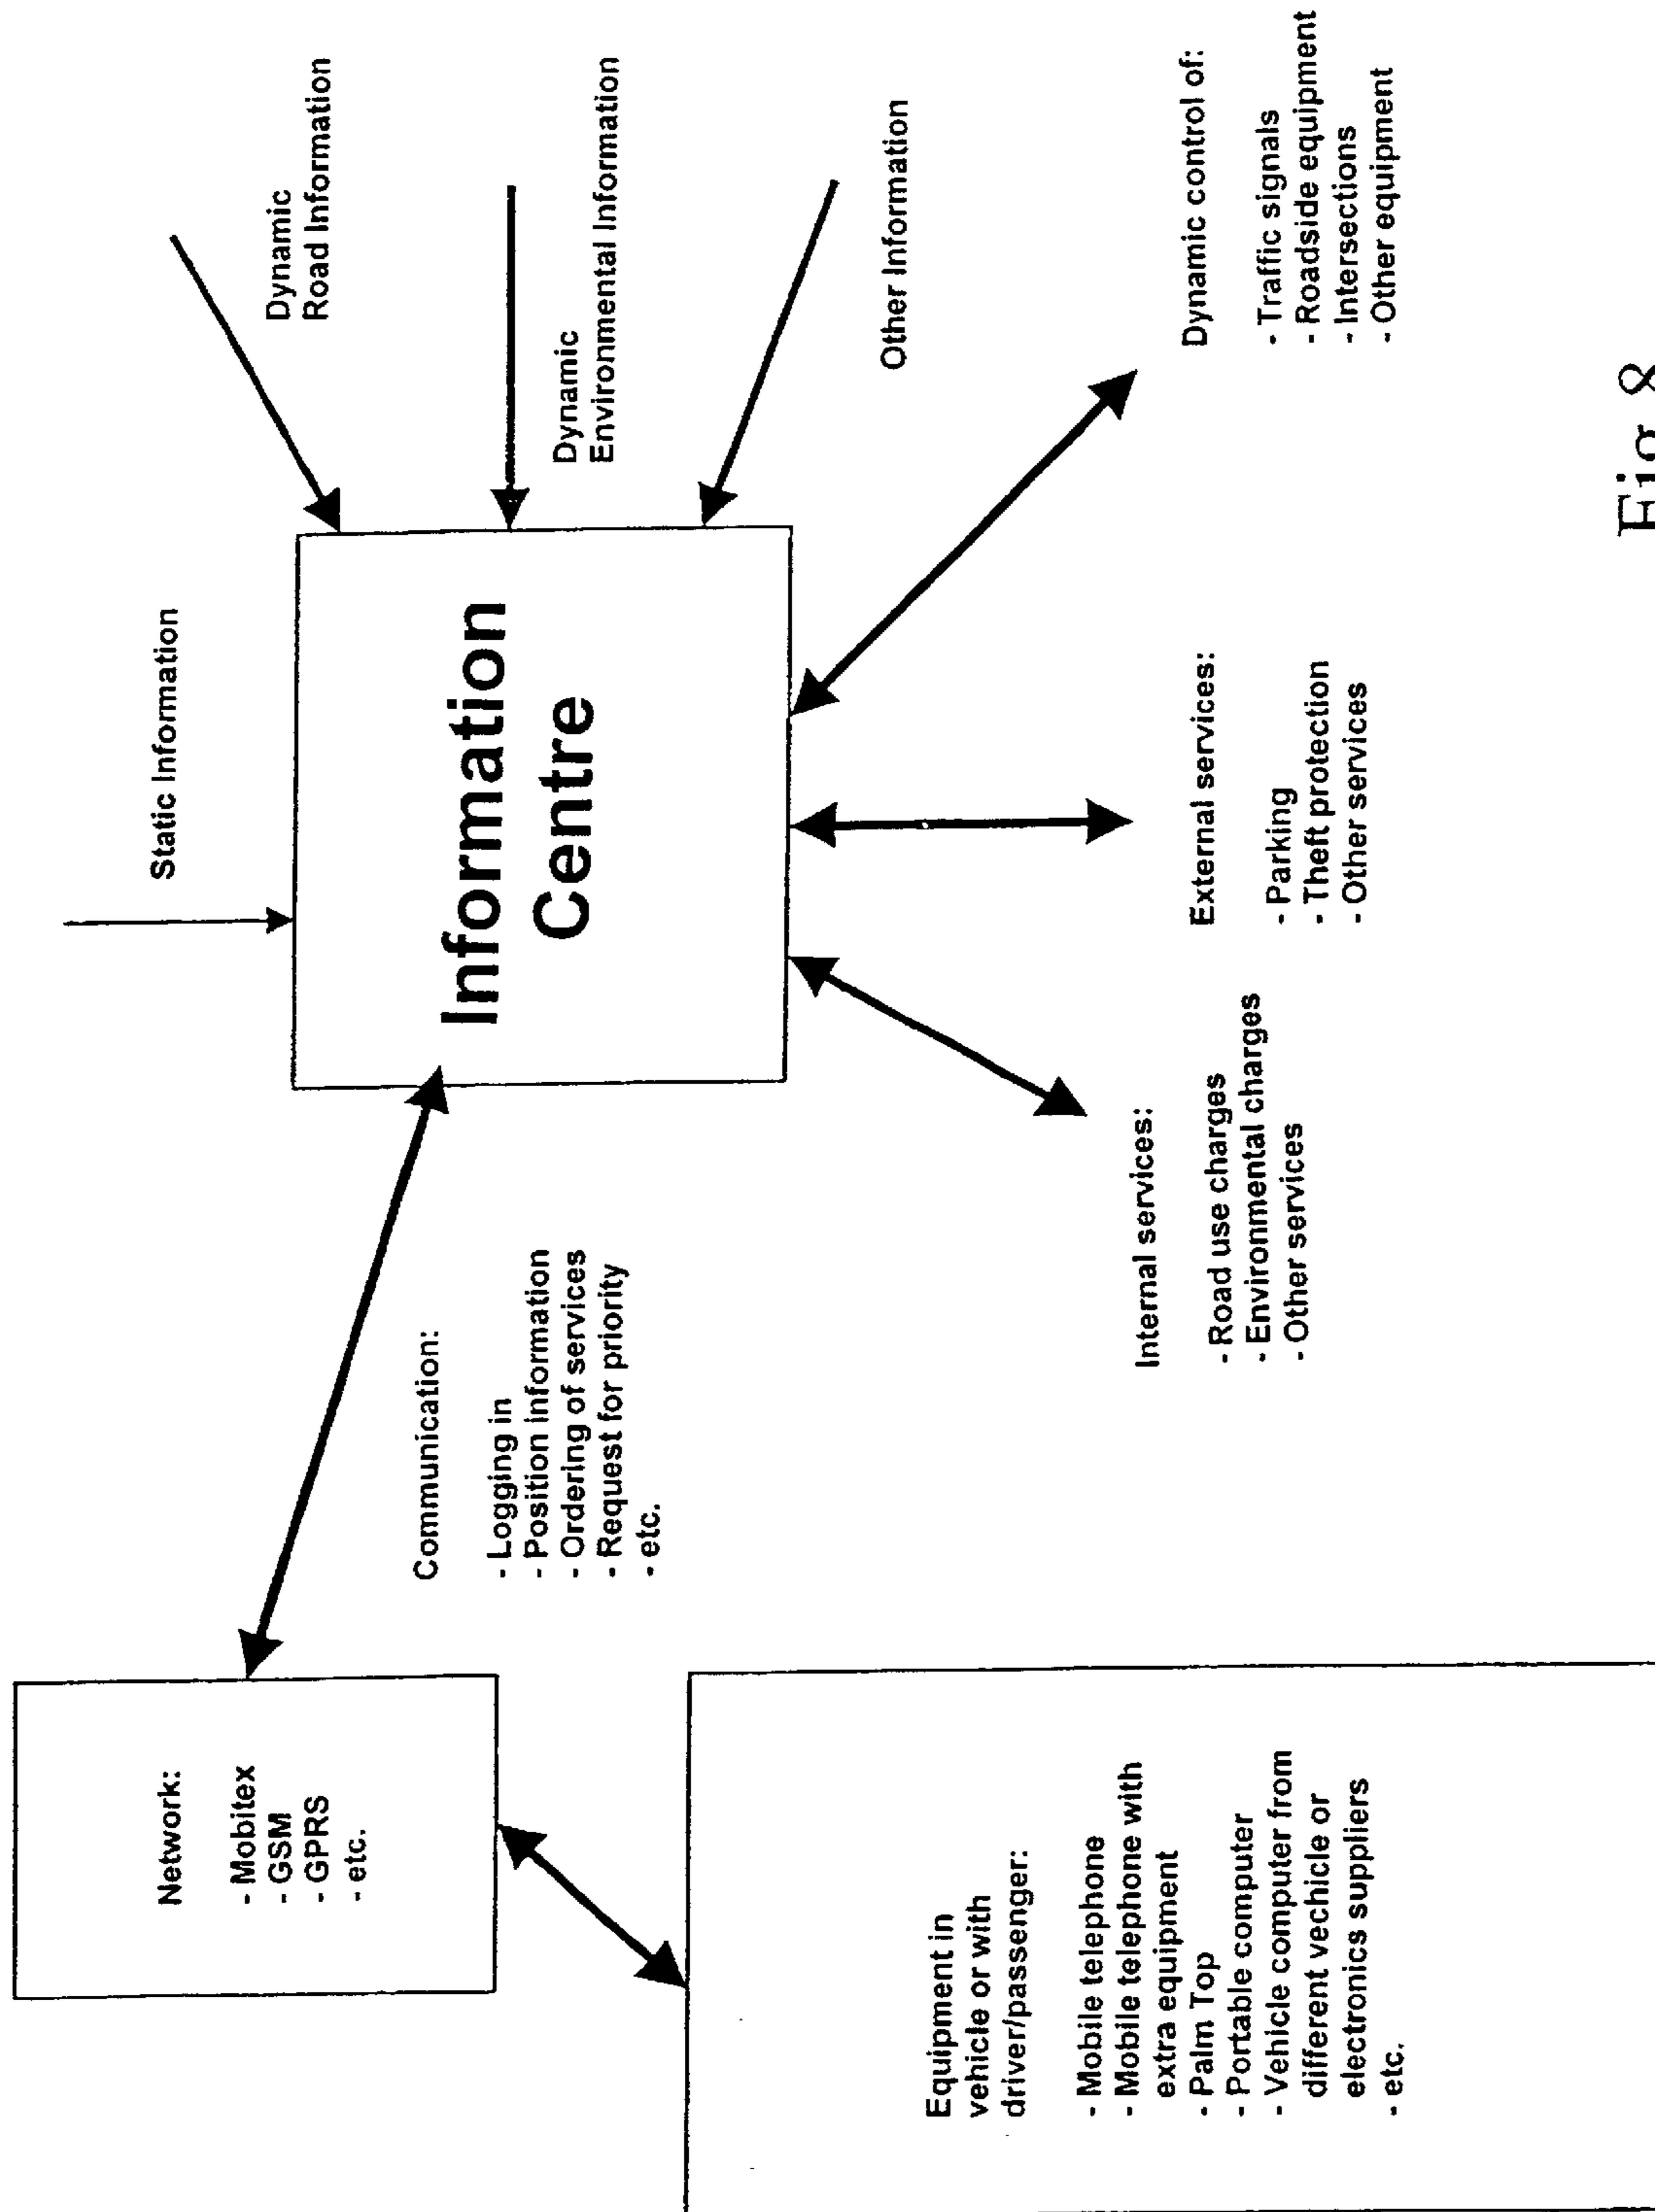 Static Information
Dynamic
Road Information
Dynamic
Environmental Information
Other Information
Information
Centre
Network:
- Mobitex
- GSM
- GPRS
- etc.
Communication:
- Logging in
- Position information
- Ordering of services
- Request for priority
- etc.
Equipment in
vehicle or with
driver/passenger:
- Mobile telephone
- Mobile telephone with
extra equipment
- Palm Top
- Portable computer
- Vehicle computer from
different vechicle or
electronics suppliers
- etc.
Internal services:
- Road use charges
- Environmental charges
- Other services
External services:
- Parking
- Theft protection
- Other services
Dynamic control of:
- Traffic signals
- Roadside equipment
- Intersections
- Other equipment
Fig 8